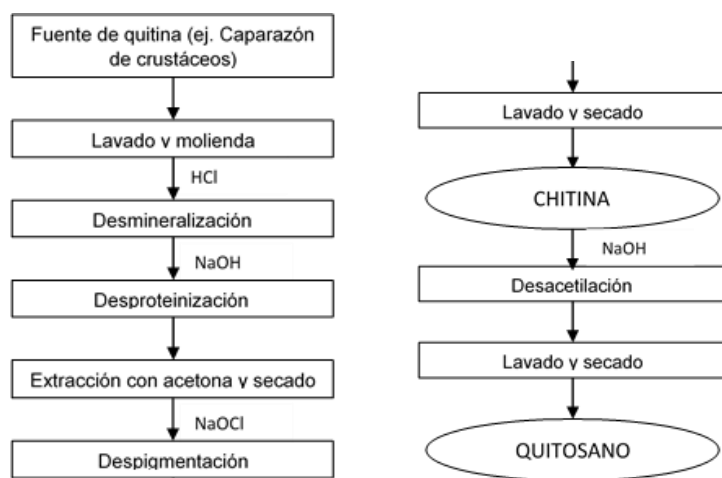 Fuente de quitina (ej. Caparazón
de crustáceos)
Lavado y molienda
HCl
Desmineralización
NaOH
Desproteinización
Extracción con acetona y secado
NaOCl
Despigmentación
Lavado y secado
CHITINA
NaOH
Desacetilación
Lavado y secado
QUITOSANO